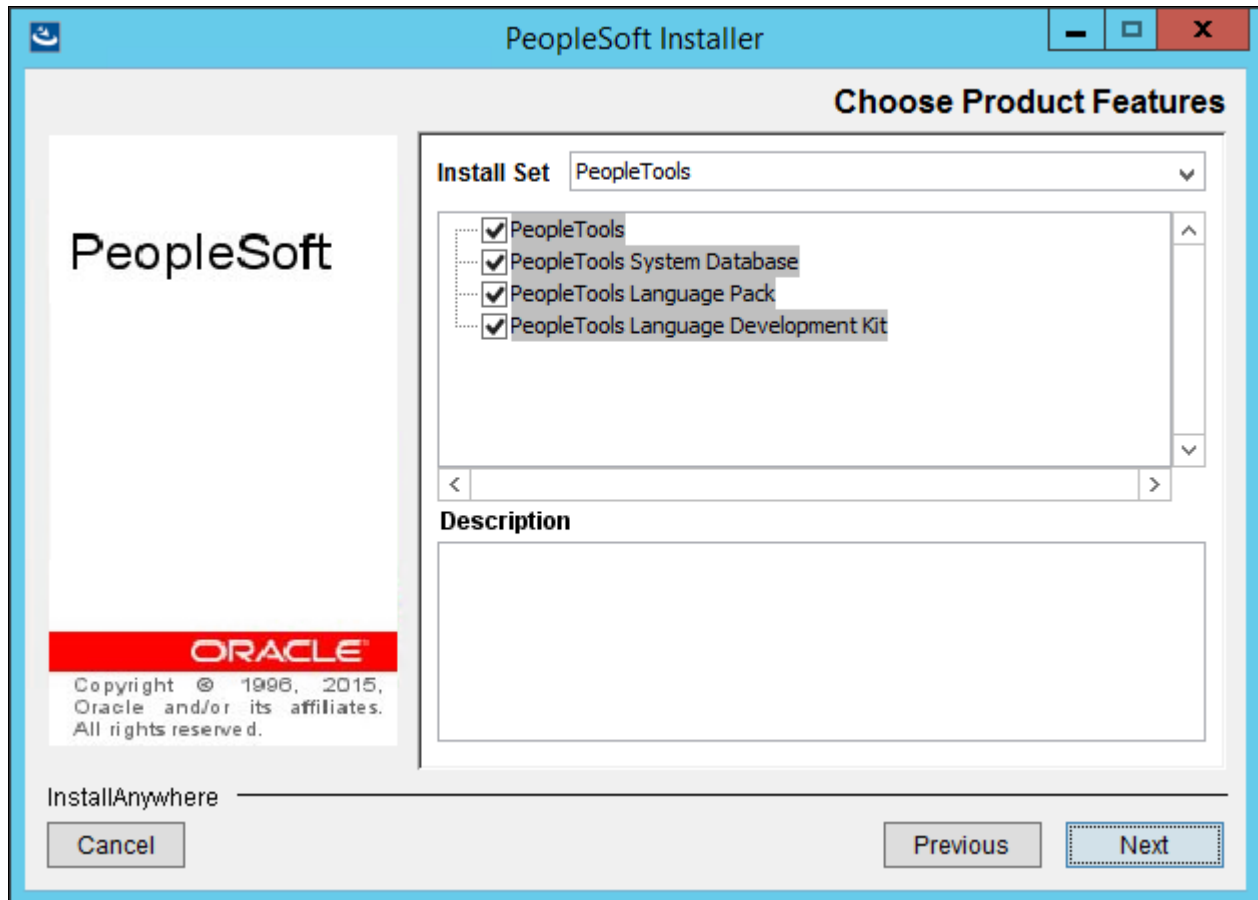 PeopleSoft Installer
Choose Product Features
PeopleSoft
ORACLE
Copyright © 1996, 2015,
Oracle and/or its affiliates.
All rights reserved.
Install Set PeopleTools
PeopleTools
PeopleTools System Database
PeopleTools Language Pack
PeopleTools Language Development Kit
Description
InstallAnywhere
Cancel Previous Next